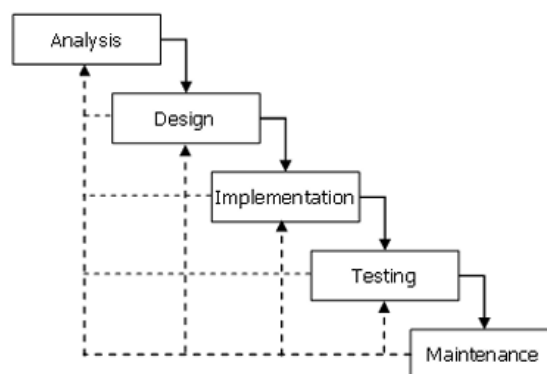 Analysis
Design
Implementation
Testing
Maintenance